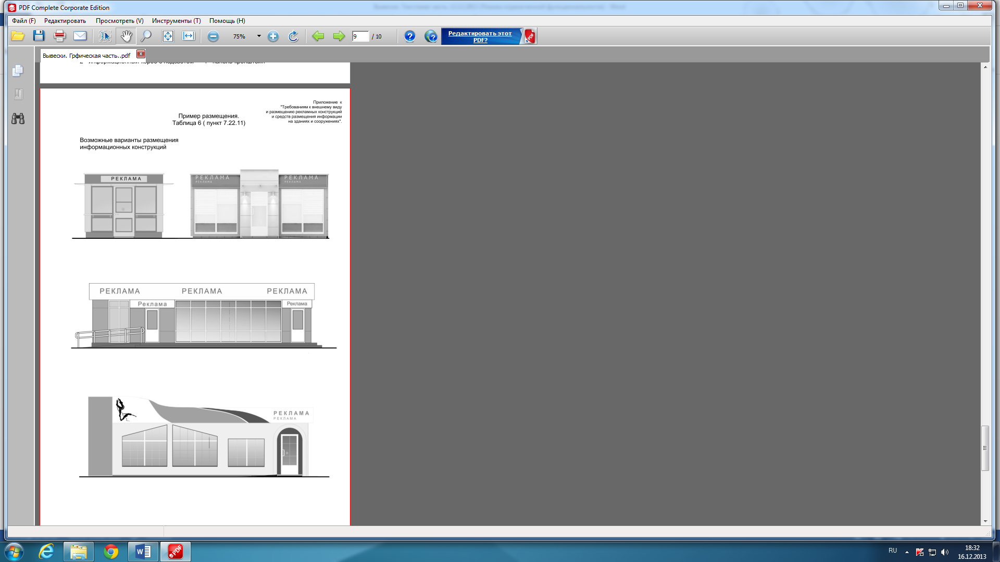 PDF Complete Corporate Edition
Файл (F) Редактировать Просмотреть (V) Инструменты (T) Помощь (H)
75% 9 / 10 Редактировать этот
PDF?
PDF
Вывески. Грфическая часть..pdf
Приложение к
"Требованиям к внешнему виду
и размещению рекламных конструкций
и средств размещения информации
на зданиях и сооружениях".
Пример размещения.
Таблица 6 ( пункт 7.22.11)
Возможные варианты размещения
информационных конструкций
РЕКЛАМА
РЕКЛАМА
РЕКЛАМА
РЕКЛАМА
РЕКЛАМА
РЕКЛАМА РЕКЛАМА РЕКЛАМА
Реклама Реклама
РЕКЛАМА
РЕКЛАМА
PDF
RU 18:32
16.12.2013